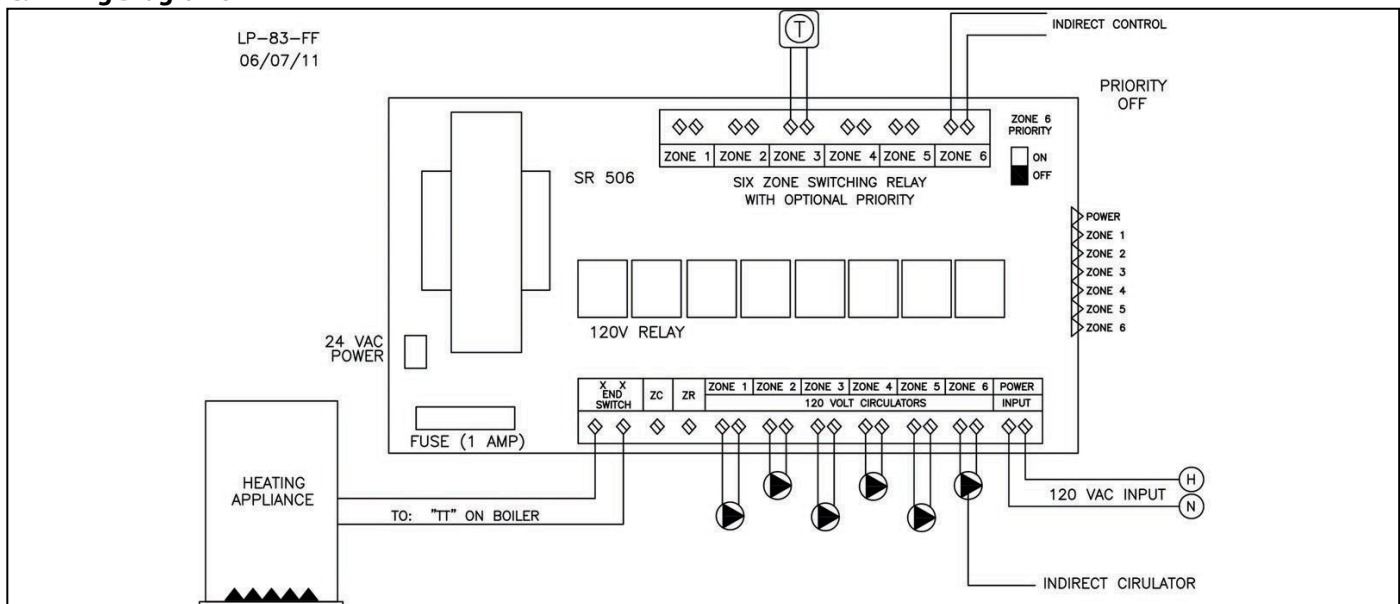 LP-83-FF
06/07/11
T
INDIRECT CONTROL
PRIORITY
OFF
ZONE 6
PRIORITY
ON
OFF
ZONE 1 ZONE 2 ZONE 3 ZONE 4 ZONE 5 ZONE 6
SR 506
SIX ZONE SWITCHING RELAY
WITH OPTIONAL PRIORITY
POWER
ZONE 1
ZONE 2
ZONE 3
ZONE 4
ZONE 5
ZONE 6
120V RELAY
24 VAC
POWER
X X
END
SWITCH
ZC
ZR
ZONE 1 ZONE 2 ZONE 3 ZONE 4 ZONE 5 ZONE 6
120 VOLT CIRCULATORS
POWER
INPUT
FUSE (1 AMP)
HEATING
APPLIANCE
TO: "TT" ON BOILER
120 VAC INPUT
H
N
INDIRECT CIRULATOR